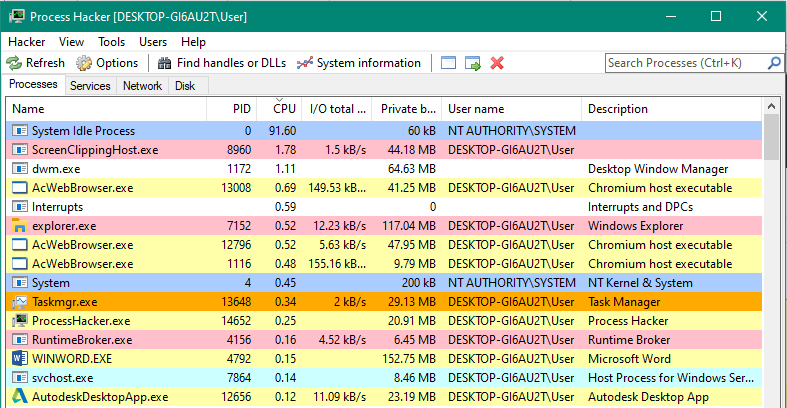 Process Hacker [DESKTOP-GI6AU2T\User]
Hacker View Tools Users Help
Refresh Options Find handles or DLLs System information Search Processes (Ctrl+K)
Processes Services Network Disk
Name PID CPU I/O total ... Private b... User name Description
System Idle Process 0 91.60 60 kB NT AUTHORITY\SYSTEM
ScreenClippingHost.exe 8960 1.78 1.5 kB/s 44.18 MB DESKTOP-GI6AU2T\User
dwm.exe 1172 1.11 64.63 MB Desktop Window Manager
AcWebBrowser.exe 13008 0.69 149.53 kB... 41.25 MB DESKTOP-GI6AU2T\User Chromium host executable
Interrupts 0.59 0 Interrupts and DPCs
explorer.exe 7152 0.52 12.23 kB/s 117.04 MB DESKTOP-GI6AU2T\User Windows Explorer
AcWebBrowser.exe 12796 0.52 5.63 kB/s 47.95 MB DESKTOP-GI6AU2T\User Chromium host executable
AcWebBrowser.exe 1116 0.48 155.16 kB... 9.79 MB DESKTOP-GI6AU2T\User Chromium host executable
System 4 0.45 200 kB NT AUTHORITY\SYSTEM NT Kernel & System
Taskmgr.exe 13648 0.34 2 kB/s 29.13 MB DESKTOP-GI6AU2T\User Task Manager
ProcessHacker.exe 14652 0.25 20.91 MB DESKTOP-GI6AU2T\User Process Hacker
RuntimeBroker.exe 4156 0.16 4.52 kB/s 6.45 MB DESKTOP-GI6AU2T\User Runtime Broker
WINWORD.EXE 4792 0.15 152.75 MB DESKTOP-GI6AU2T\User Microsoft Word
svchost.exe 7864 0.14 8.46 MB DESKTOP-GI6AU2T\User Host Process for Windows Ser...
AutodeskDesktopApp.exe 12656 0.12 11.09 kB/s 23.19 MB DESKTOP-GI6AU2T\User Autodesk Desktop App